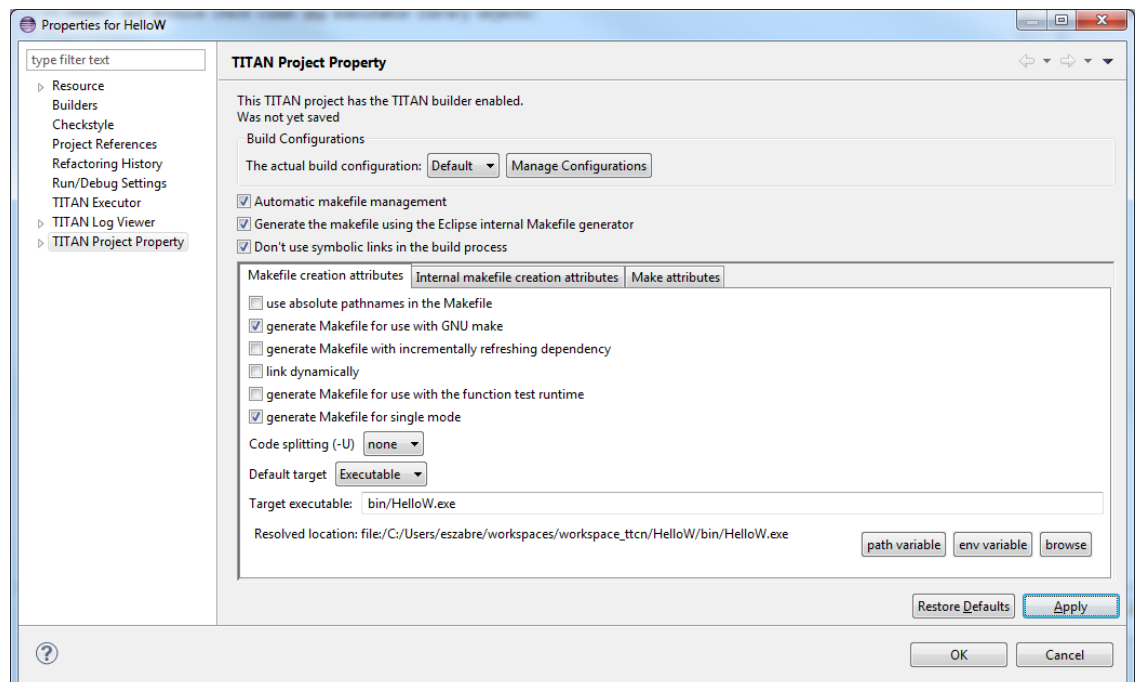 Properties for HelloW
type filter text
Resource
Builders
Checkstyle
Project References
Refactoring History
Run/Debug Settings
TITAN Executor
TITAN Log Viewer
TITAN Project Property
TITAN Project Property
This TITAN project has the TITAN builder enabled.
Was not yet saved
Build Configurations
The actual build configuration: Default Manage Configurations
Automatic makefile management
Generate the makefile using the Eclipse internal Makefile generator
Don't use symbolic links in the build process
Makefile creation attributes Internal makefile creation attributes Make attributes
use absolute pathnames in the Makefile
generate Makefile for use with GNU make
generate Makefile with incrementally refreshing dependency
link dynamically
generate Makefile for use with the function test runtime
generate Makefile for single mode
Code splitting (-U) none
Default target Executable
Target executable: bin/HelloW.exe
Resolved location: file:/C:/Users/eszabre/workspaces/workspace_ttcn/HelloW/bin/HelloW.exe
path variable env variable browse
Restore Defaults Apply
OK Cancel